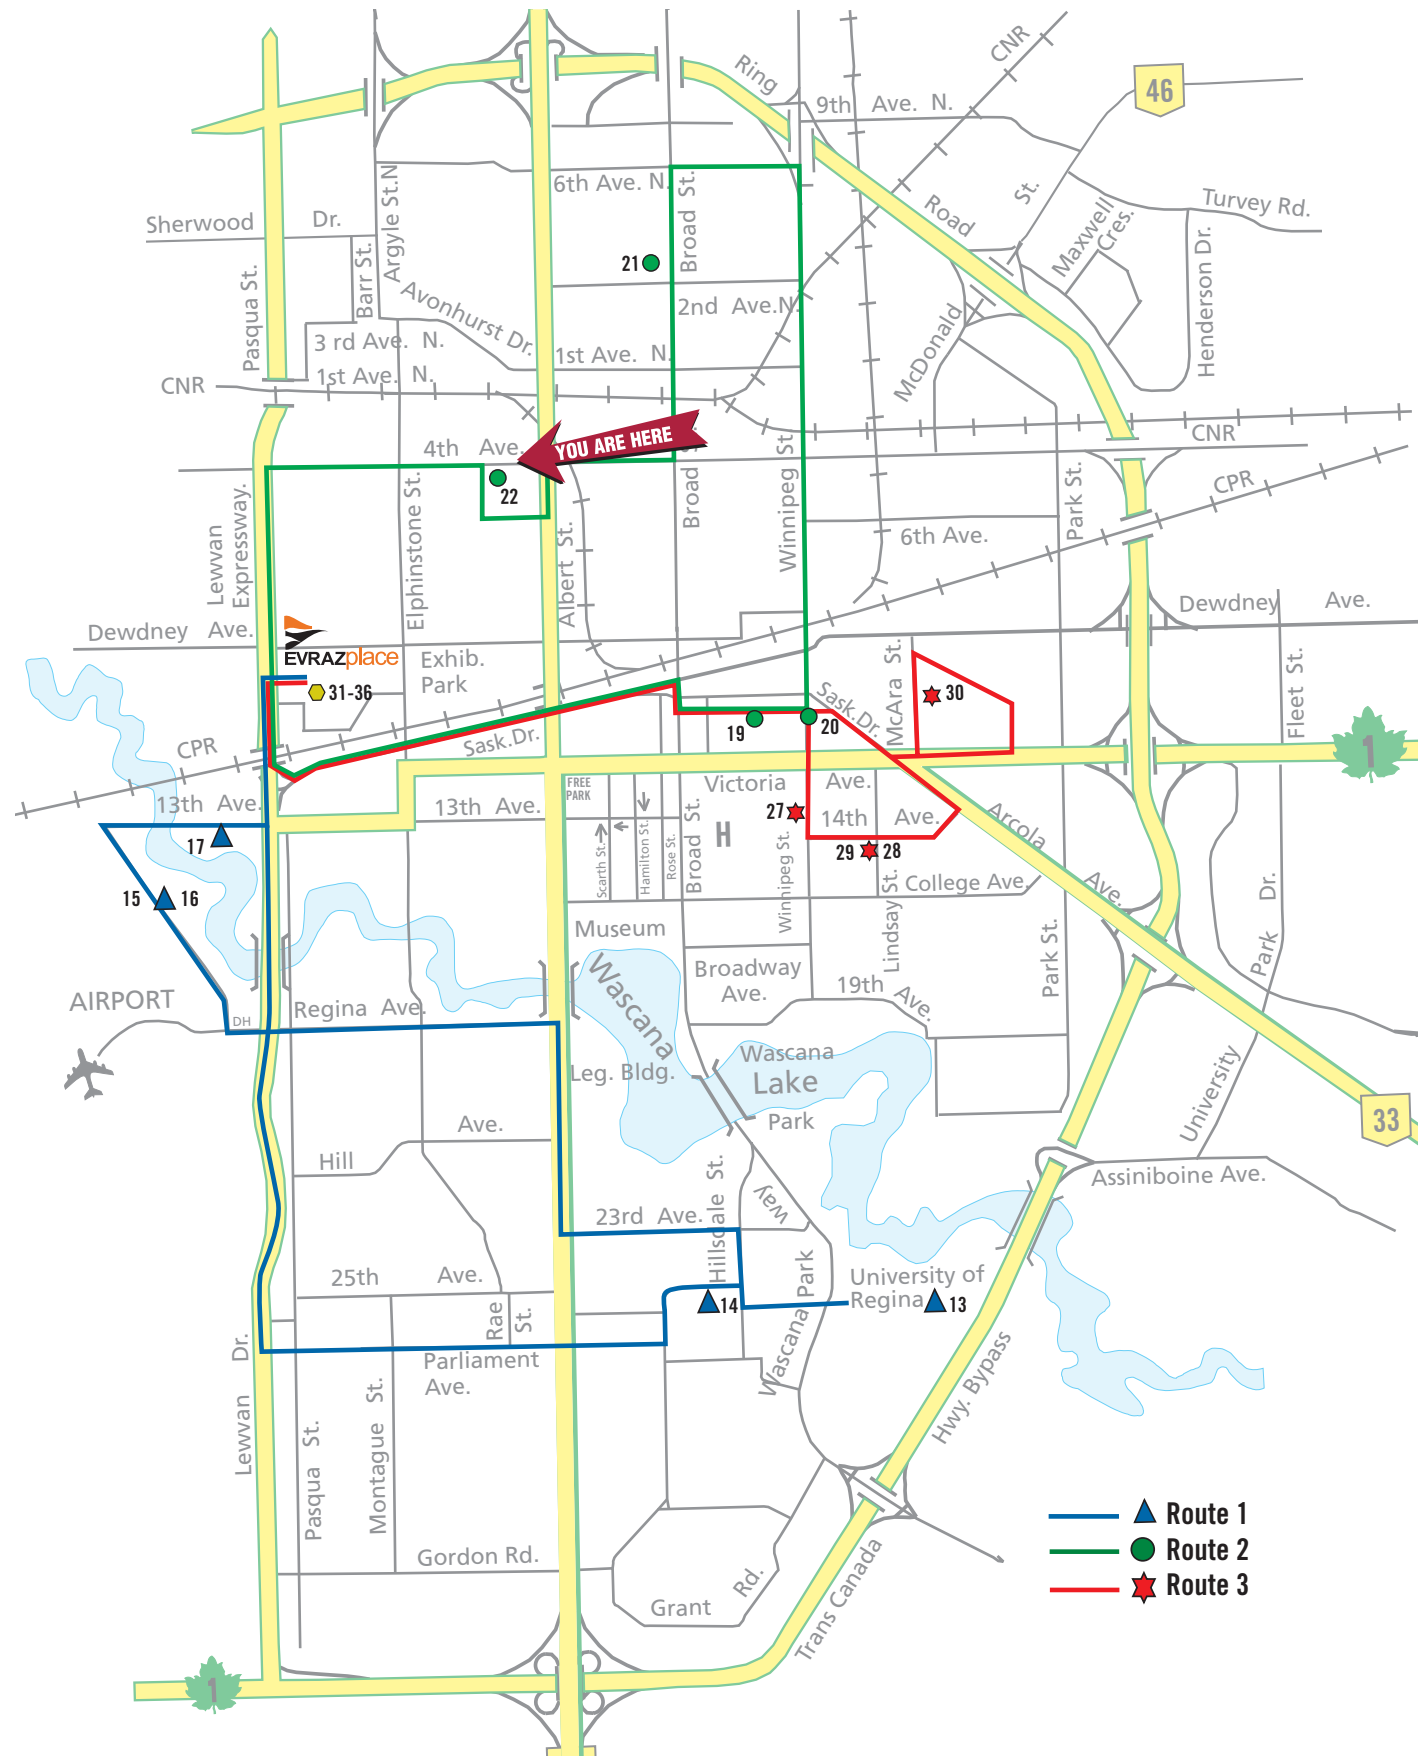 Ring
CNR
46
9th Ave. N.
6th Ave. N.
Broad St.
Argyle St.N
St.
Maxwell
Cres.
Turvey Rd.
Sherwood Dr.
Road
Barr St.
Pasqua St.
21
Henderson Dr.
Avonhurst Dr.
2nd Ave.N.
McDonald
3 rd Ave. N.
1st Ave. N.
1st Ave. N.
CNR
YOU ARE HERE
4th Ave.
CNR
Broad St.
Winnipeg St.
Park St.
CPR
22
Elphinstone St.
Lewvan
Expressway.
Albert St.
6th Ave.
Dewdney Ave.
Dewdney Ave.
EVRAZplace
Exhib.
Park
31-36
McAra St.
30
Fleet St.
Sask.Dr.
19
20
CPR
Sask.Dr.
1
FREE
PARK
Victoria Ave.
13th Ave.
13th Ave.
27
14th Ave.
Arcola
Ave.
H
17
Scarth St.
Hamilton St.
Rose St.
Broad St.
Winnipeg St.
29
28
College Ave.
15
16
Lindsay St.
Park St.
Park Dr.
Museum
Broadway
Ave.
19th Ave.
AIRPORT
DH
Regina Ave.
Wascana
Leg. Bldg.
Wascana
Lake
Park
University
33
Hill Ave.
Assiniboine Ave.
Hillsdale St.
way
23rd Ave.
25th Ave.
Wascana Park
University of
Regina
13
14
Rae St.
Lewvan Dr.
Parliament
Ave.
Pasqua St.
Montague St.
Hwy. Bypass
Route 1
Route 2
Route 3
Gordon Rd.
Grant Rd.
Trans Canada
1